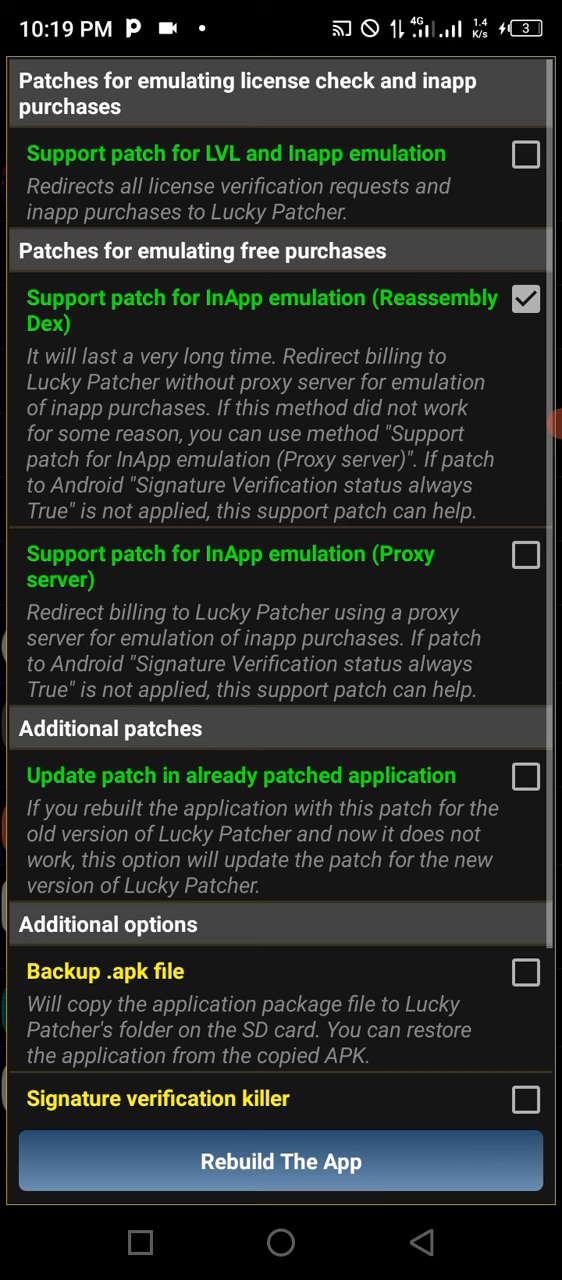 10:19 PM
4G
1.4
K/s
3
Patches for emulating license check and inapp
purchases
Support patch for LVL and Inapp emulation
Redirects all license verification requests and
inapp purchases to Lucky Patcher.
Patches for emulating free purchases
Support patch for InApp emulation (Reassembly
Dex)
It will last a very long time. Redirect billing to
Lucky Patcher without proxy server for emulation
of inapp purchases. If this method did not work
for some reason, you can use method "Support
patch for InApp emulation (Proxy server)". If patch
to Android "Signature Verification status always
True" is not applied, this support patch can help.
Support patch for InApp emulation (Proxy
server)
Redirect billing to Lucky Patcher using a proxy
server for emulation of inapp purchases. If patch
to Android "Signature Verification status always
True" is not applied, this support patch can help.
Additional patches
Update patch in already patched application
If you rebuilt the application with this patch for the
old version of Lucky Patcher and now it does not
work, this option will update the patch for the new
version of Lucky Patcher.
Additional options
Backup .apk file
Will copy the application package file to Lucky
Patcher's folder on the SD card. You can restore
the application from the copied APK.
Signature verification killer
Rebuild The App